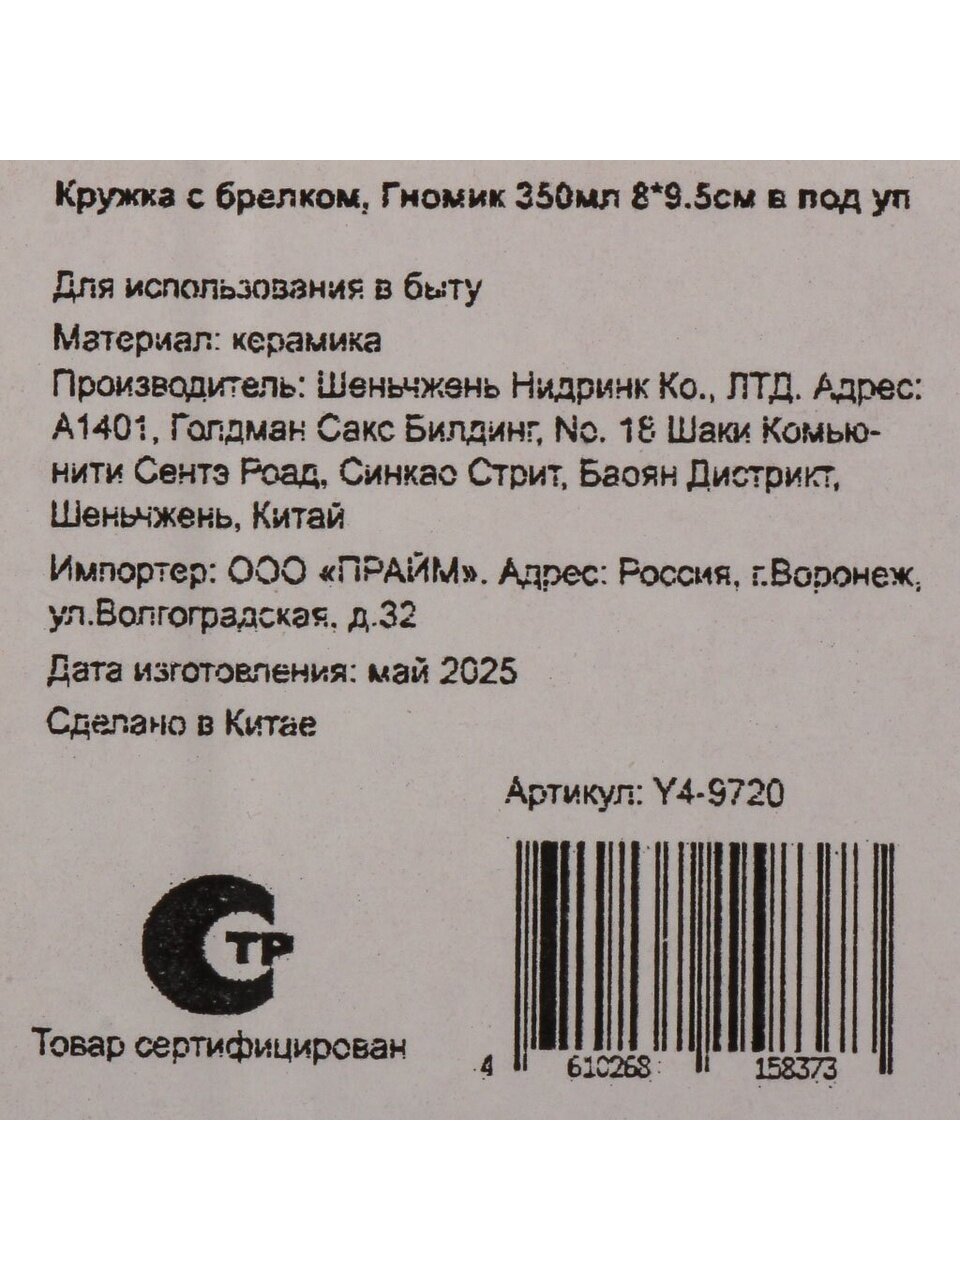 Кружка с брелком, Гномик 350мл 8*9.5см в под уп
Для использования в быту
Материал: керамика
Производитель: Шеньчжень Нидринк Ко., ЛТД. Адрес:
А1401, Голдман Сакс Билдинг, No. 18 Шаки Комью-
нити Сентэ Роад, Синкао Стрит, Баоян Дистрикт,
Шеньчжень, Китай
Импортер: ООО «ПРАЙМ». Адрес: Россия, г.Воронеж,
ул.Волгоградская, д.32
Дата изготовления: май 2025
Сделано в Китае
Артикул: Y4-9720
СТР
Товар сертифицирован
4 610268 158373